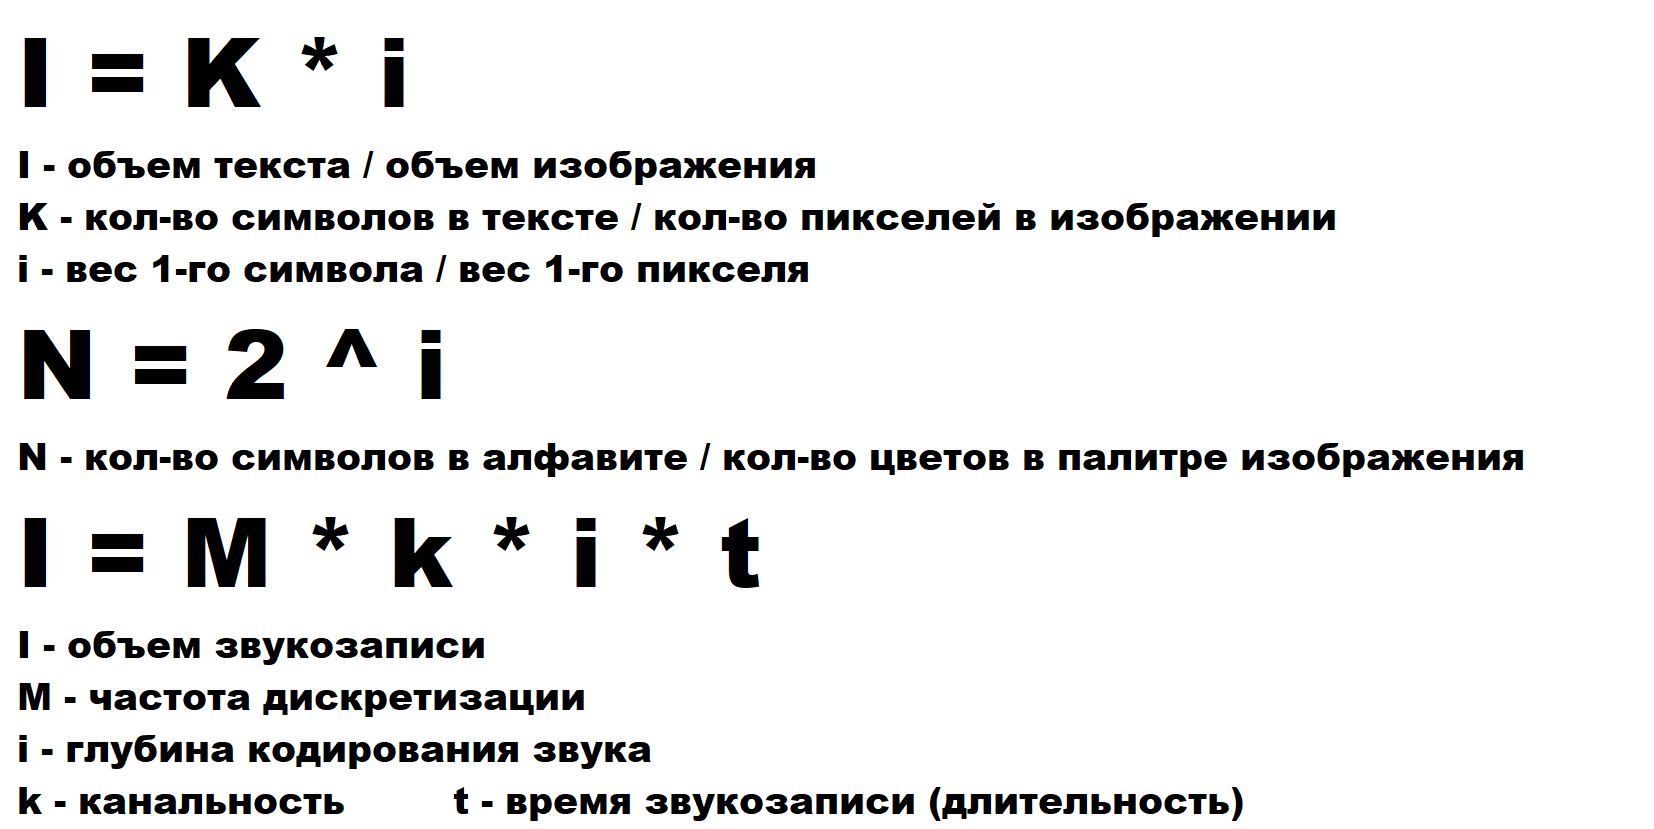 I = K * i
I - объем текста / объем изображения
K - кол-во символов в тексте / кол-во пикселей в изображении
i - вес 1-го символа / вес 1-го пикселя
N = 2 ^ i
N - кол-во символов в алфавите / кол-во цветов в палитре изображения
I = M * k * i * t
I - объем звукозаписи
M - частота дискретизации
i - глубина кодирования звука
k - канальность t - время звукозаписи (длительность)